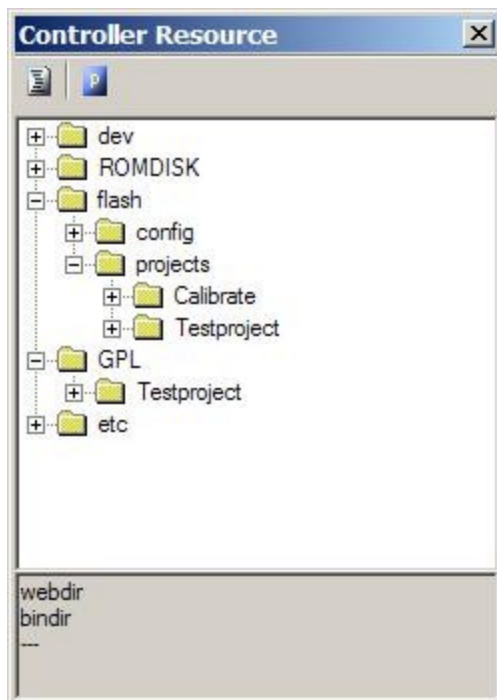 Controller Resource
P
dev
ROMDISK
flash
config
projects
Calibrate
Testproject
GPL
Testproject
etc
webdir
bindir
---